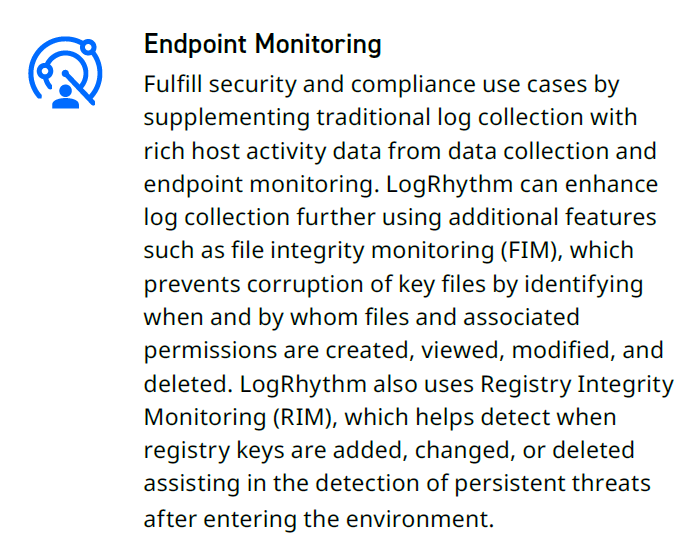 Endpoint Monitoring
Fulfill security and compliance use cases by
supplementing traditional log collection with
rich host activity data from data collection and
endpoint monitoring. LogRhythm can enhance
log collection further using additional features
such as file integrity monitoring (FIM), which
prevents corruption of key files by identifying
when and by whom files and associated
permissions are created, viewed, modified, and
deleted. LogRhythm also uses Registry Integrity
Monitoring (RIM), which helps detect when
registry keys are added, changed, or deleted
assisting in the detection of persistent threats
after entering the environment.